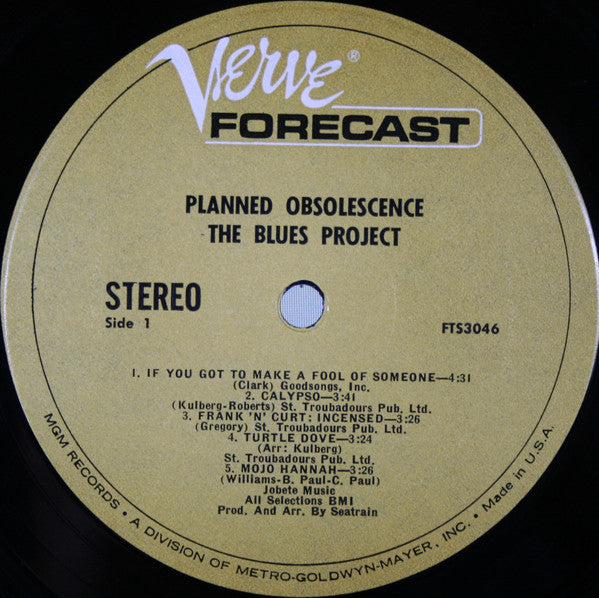 Verve®
FORECAST
PLANNED OBSOLESCENCE
THE BLUES PROJECT
STEREO
Side 1
FTS3046
1. IF YOU GOT TO MAKE A FOOL OF SOMEONE—4:31
(Clark) Goodsongs, Inc.
2. CALYPSO—3:41
(Kulberg-Roberts) St. Troubadours Pub. Ltd.
3. FRANK 'N' CURT: INCENSED—3:26
(Gregory) St. Troubadours Pub. Ltd.
4. TURTLE DOVE—3:24
(Arr: Kulberg)
St. Troubadours Pub. Ltd.
5. MOJO HANNAH—3:26
(Williams-B. Paul-C. Paul)
Jobete Music
All Selections BMI
Prod. And Arr. By Seatrain
MGM RECORDS • A DIVISION OF METRO-GOLDWYN-MAYER, INC. • Made in U.S.A.